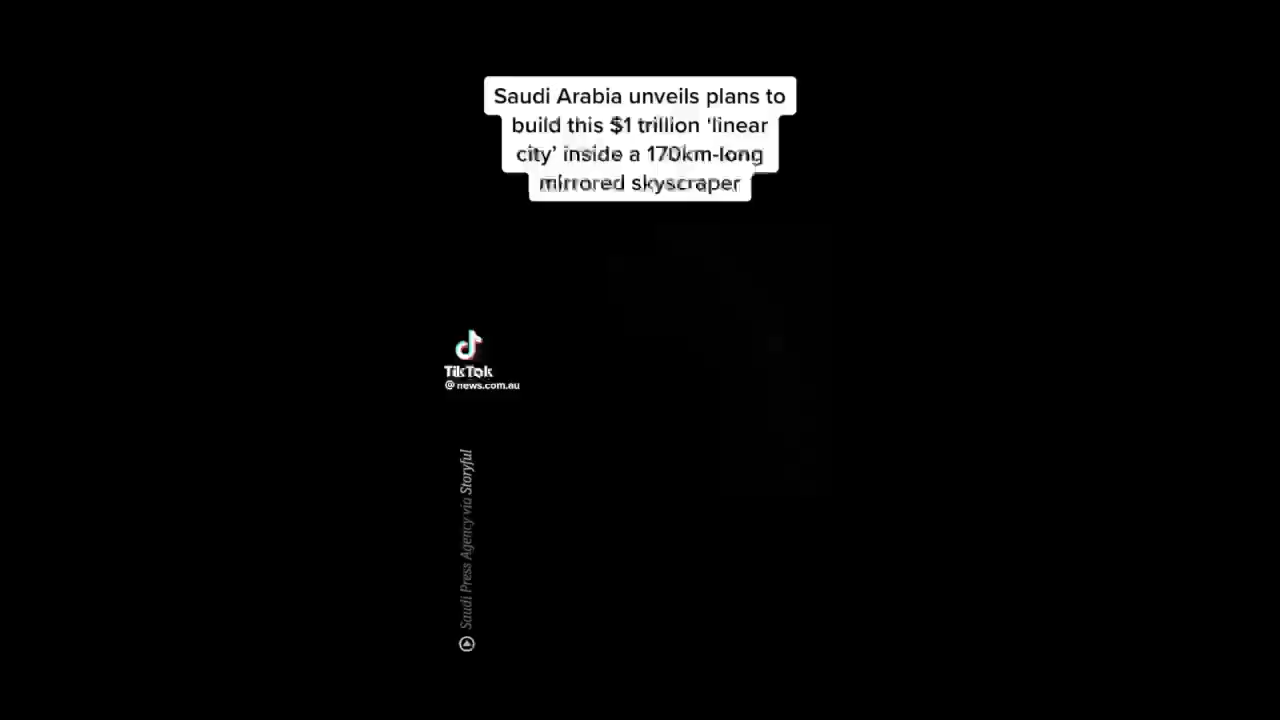 Saudi Arabia unveils plans to
build this $1 trillion ‘linear
city’ inside a 170km-long
mirrored skyscraper
TikTok
@ news.com.au
Saudi Press Agency via Storyful